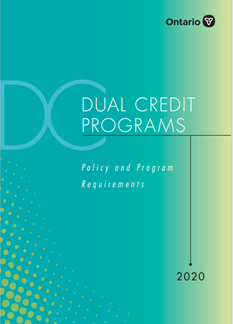 Ontario
DC
DUAL CREDIT
PROGRAMS
Policy and Program
Requirements
2020